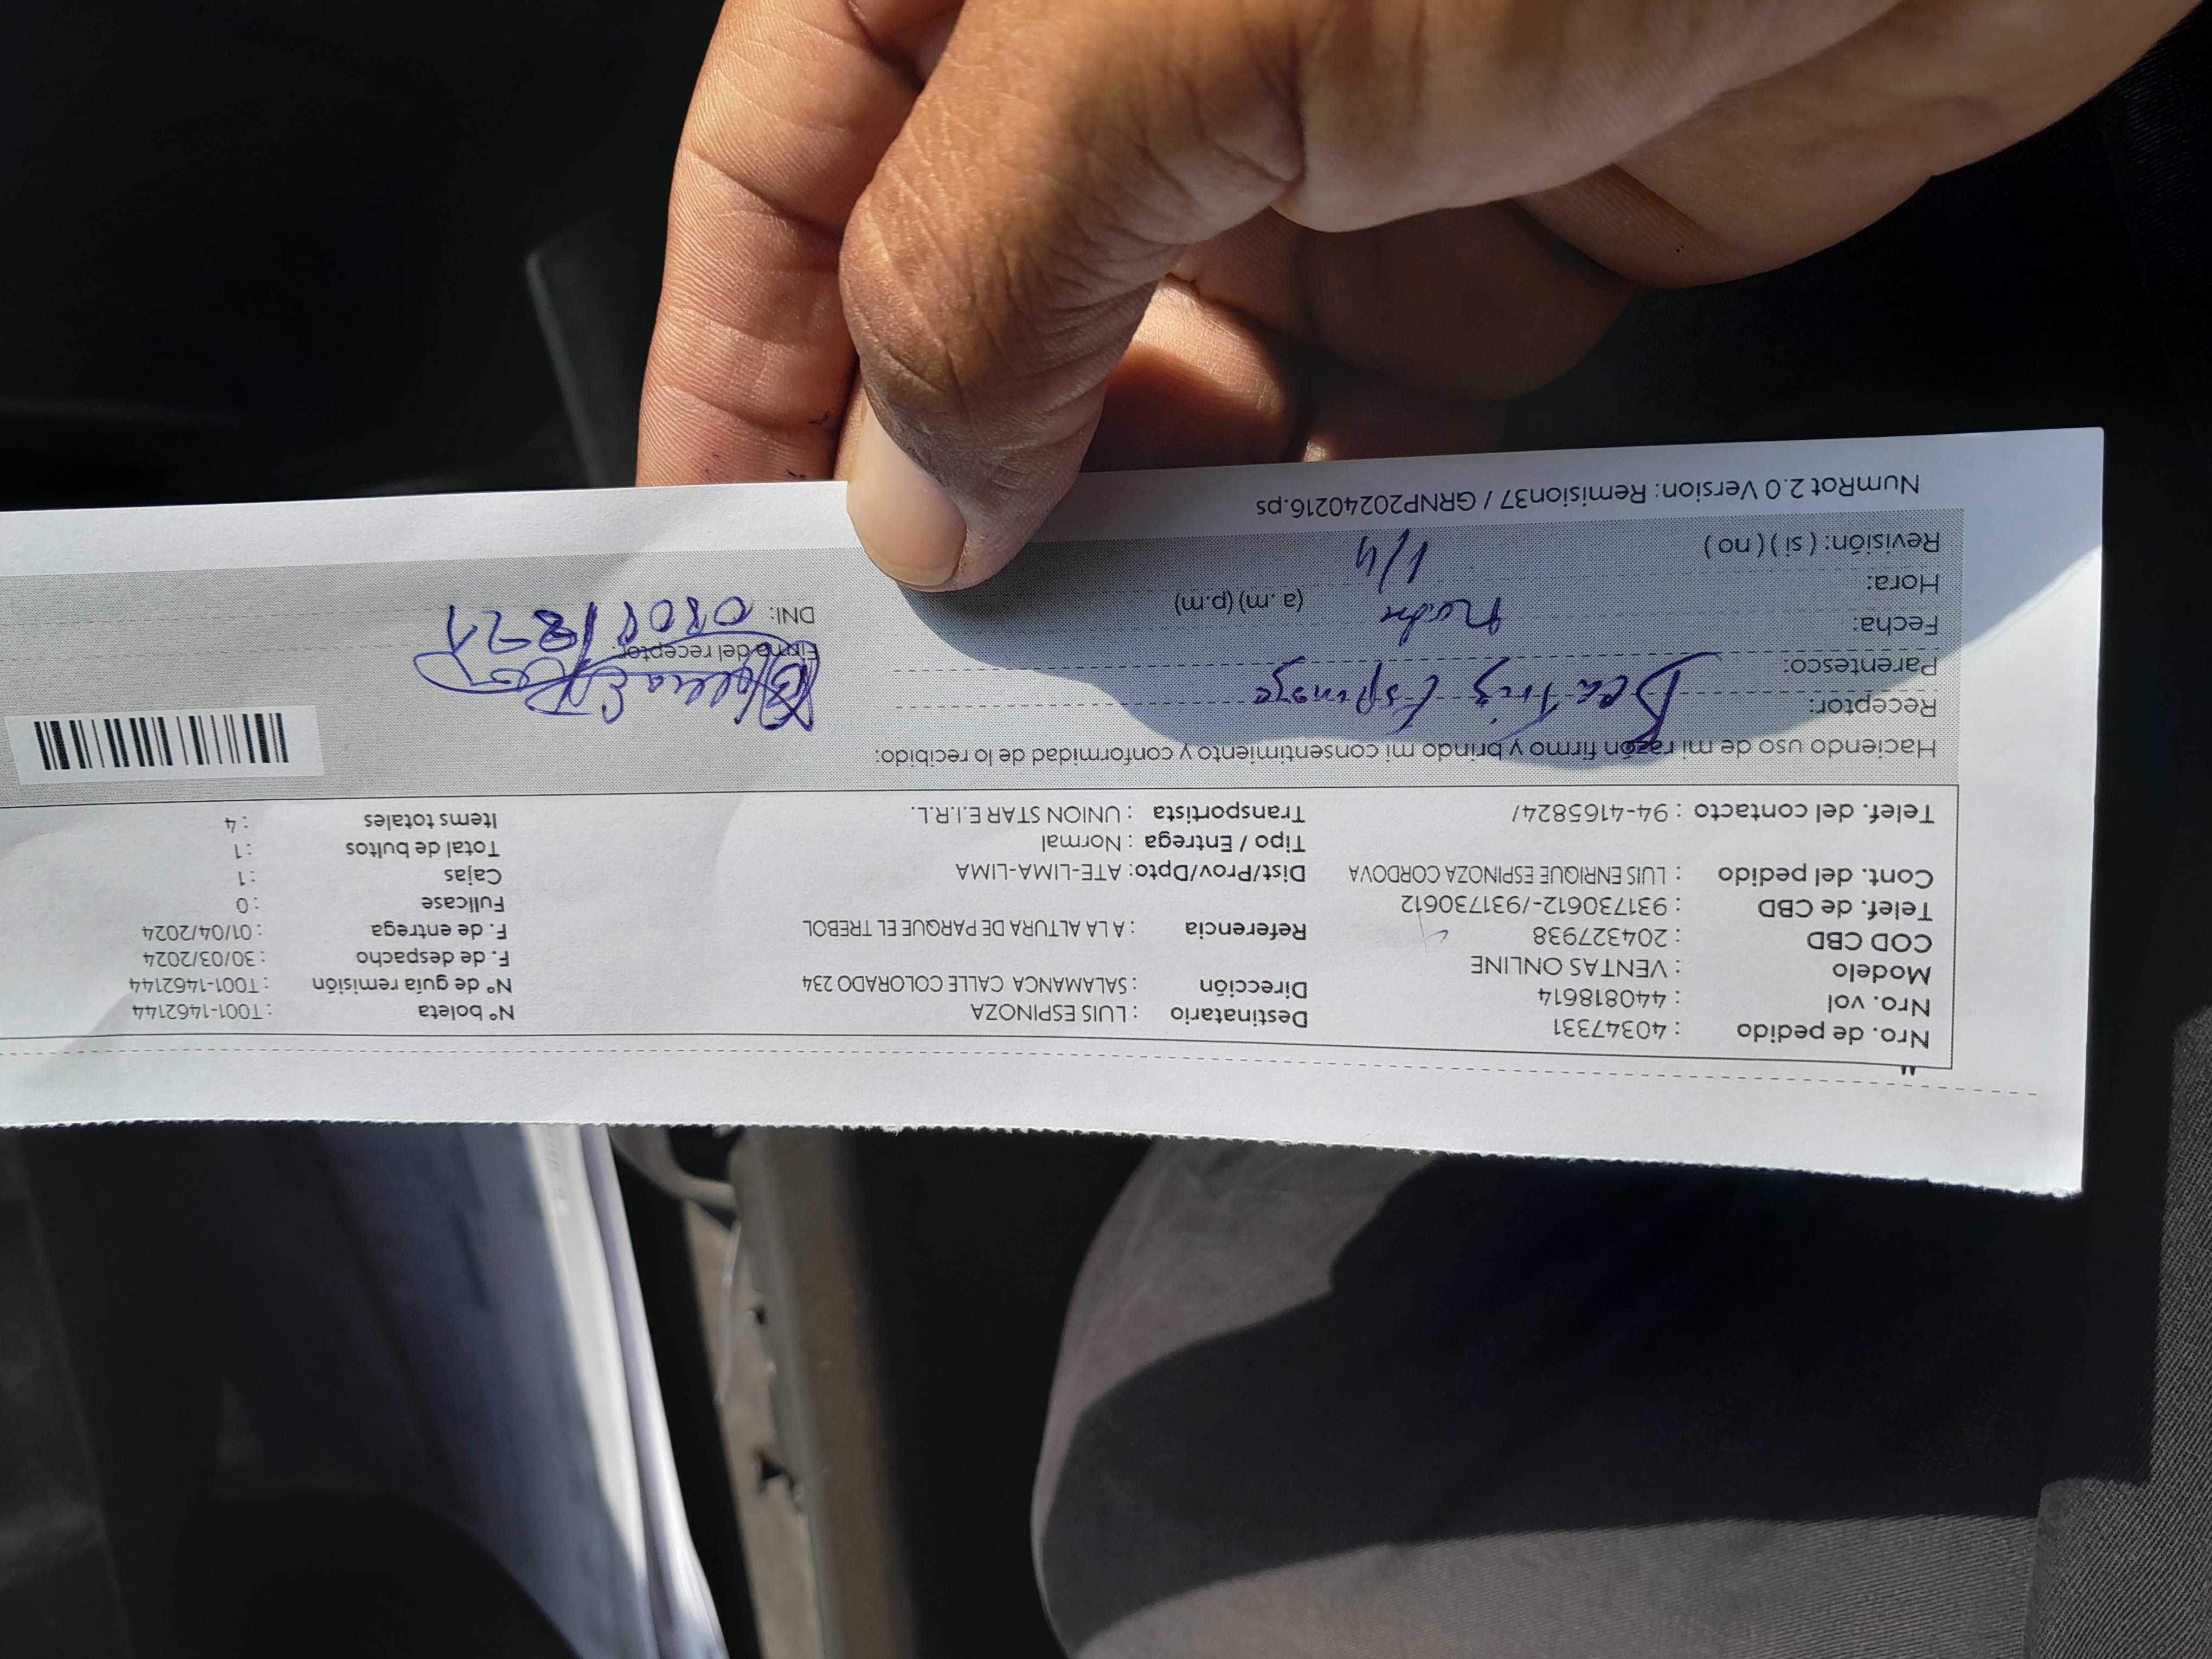 Nro. de pedido : 40347331 Destinatario : LUIS ESPINOZA N° boleta : T001-1462144
Nro. vol : 440818614 Dirección : SALAMANCA CALLE COLORADO 234 N° de guía remisión : T001-1462144
Modelo : VENTAS ONLINE F. de despacho : 30/03/2024
COD CBD : 204327938 Referencia : A LA ALTURA DE PARQUE EL TREBOL F. de entrega : 01/04/2024
Telef. de CBD : 931730612-/931730612 Fullcase : 0
Cont. del pedido : LUIS ENRIQUE ESPINOZA CORDOVA Dist/Prov/Dpto: ATE-LIMA-LIMA Cajas : 1
Tipo / Entrega : Normal Total de bultos : 1
Telef. del contacto : 94-4165824/ Transportista : UNION STAR E.I.R.L. Items totales : 4
Haciendo uso de mi razón firmo y brindo mi consentimiento y conformidad de lo recibido:
Receptor: Beatriz Espinoza
Parentesco: Firma del receptor:
Fecha: DNI:
Hora: (a.m) (p.m)
Revisión: ( si ) ( no ) 1/4
NumRot 2.0 Version: Remision37 / GRNP20240216.ps